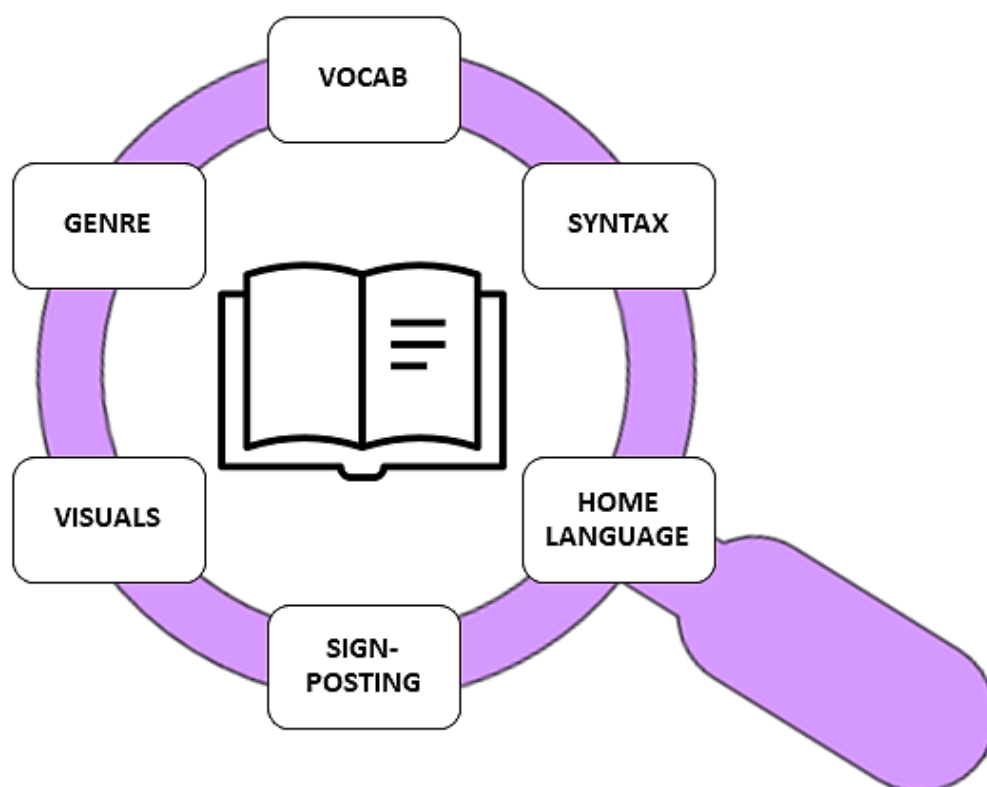 VOCAB
GENRE
SYNTAX
VISUALS
HOME
LANGUAGE
SIGN-
POSTING